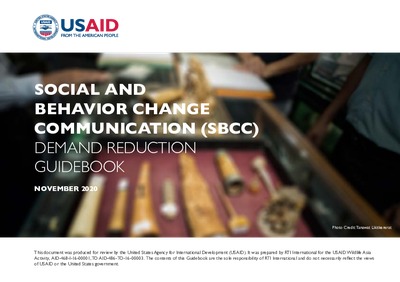 USAID
FROM THE AMERICAN PEOPLE
SOCIAL AND
BEHAVIOR CHANGE
COMMUNICATION (SBCC)
DEMAND REDUCTION
GUIDEBOOK
NOVEMBER 2020
This document was produced for review by the United States Agency for International Development (USAID). It was prepared by RTI International for the USAID Wildlife Asia
Activity, AID-468-I-16-00001, TO AID-486-TO-16-00003. The contents of this Guidebook are the sole responsibility of RTI International and do not necessarily reflect the views
of USAID or the United States government.